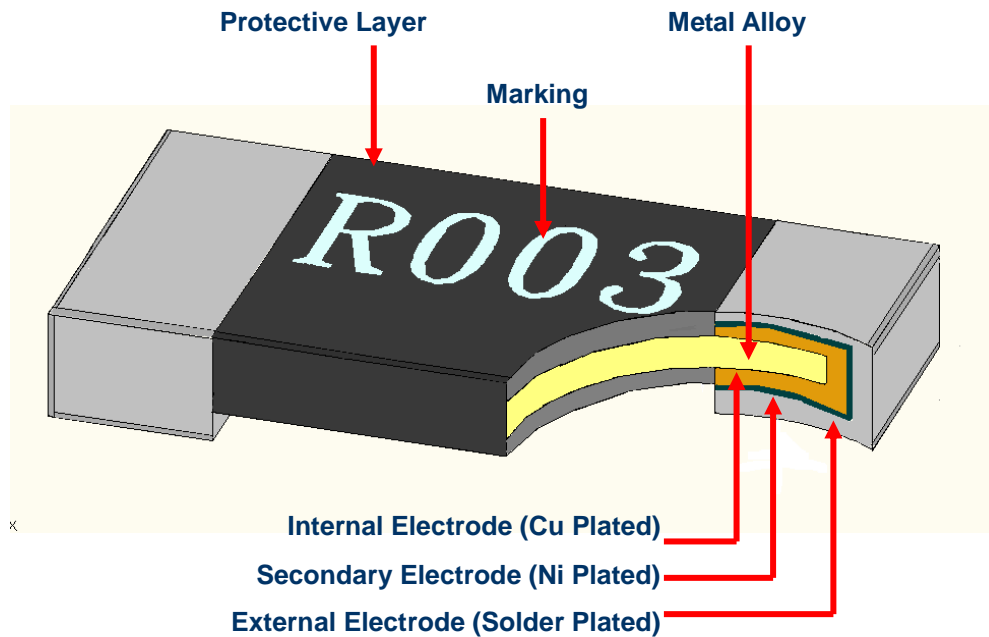 Protective Layer
Metal Alloy
Marking
R003
x
Internal Electrode (Cu Plated)
Secondary Electrode (Ni Plated)
External Electrode (Solder Plated)